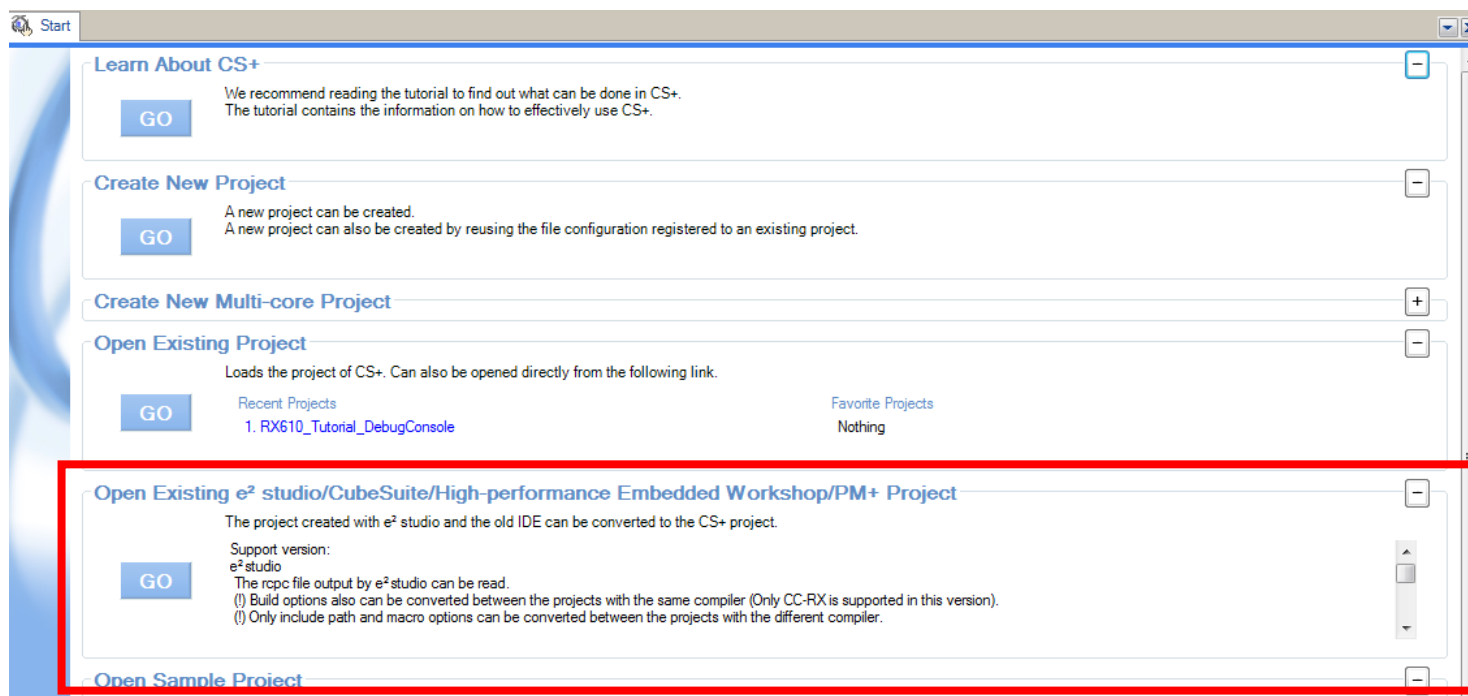 Start
Learn About CS+
We recommend reading the tutorial to find out what can be done in CS+.
The tutorial contains the information on how to effectively use CS+.
GO
Create New Project
A new project can be created.
A new project can also be created by reusing the file configuration registered to an existing project.
GO
Create New Multi-core Project
Open Existing Project
Loads the project of CS+. Can also be opened directly from the following link.
GO
Recent Projects
Favorite Projects
1. RX610_Tutorial_DebugConsole
Nothing
Open Existing e² studio/CubeSuite/High-performance Embedded Workshop/PM+ Project
The project created with e² studio and the old IDE can be converted to the CS+ project.
GO
Support version:
e² studio
The rcpc file output by e² studio can be read.
(!) Build options also can be converted between the projects with the same compiler (Only CC-RX is supported in this version).
(!) Only include path and macro options can be converted between the projects with the different compiler.
Open Sample Project